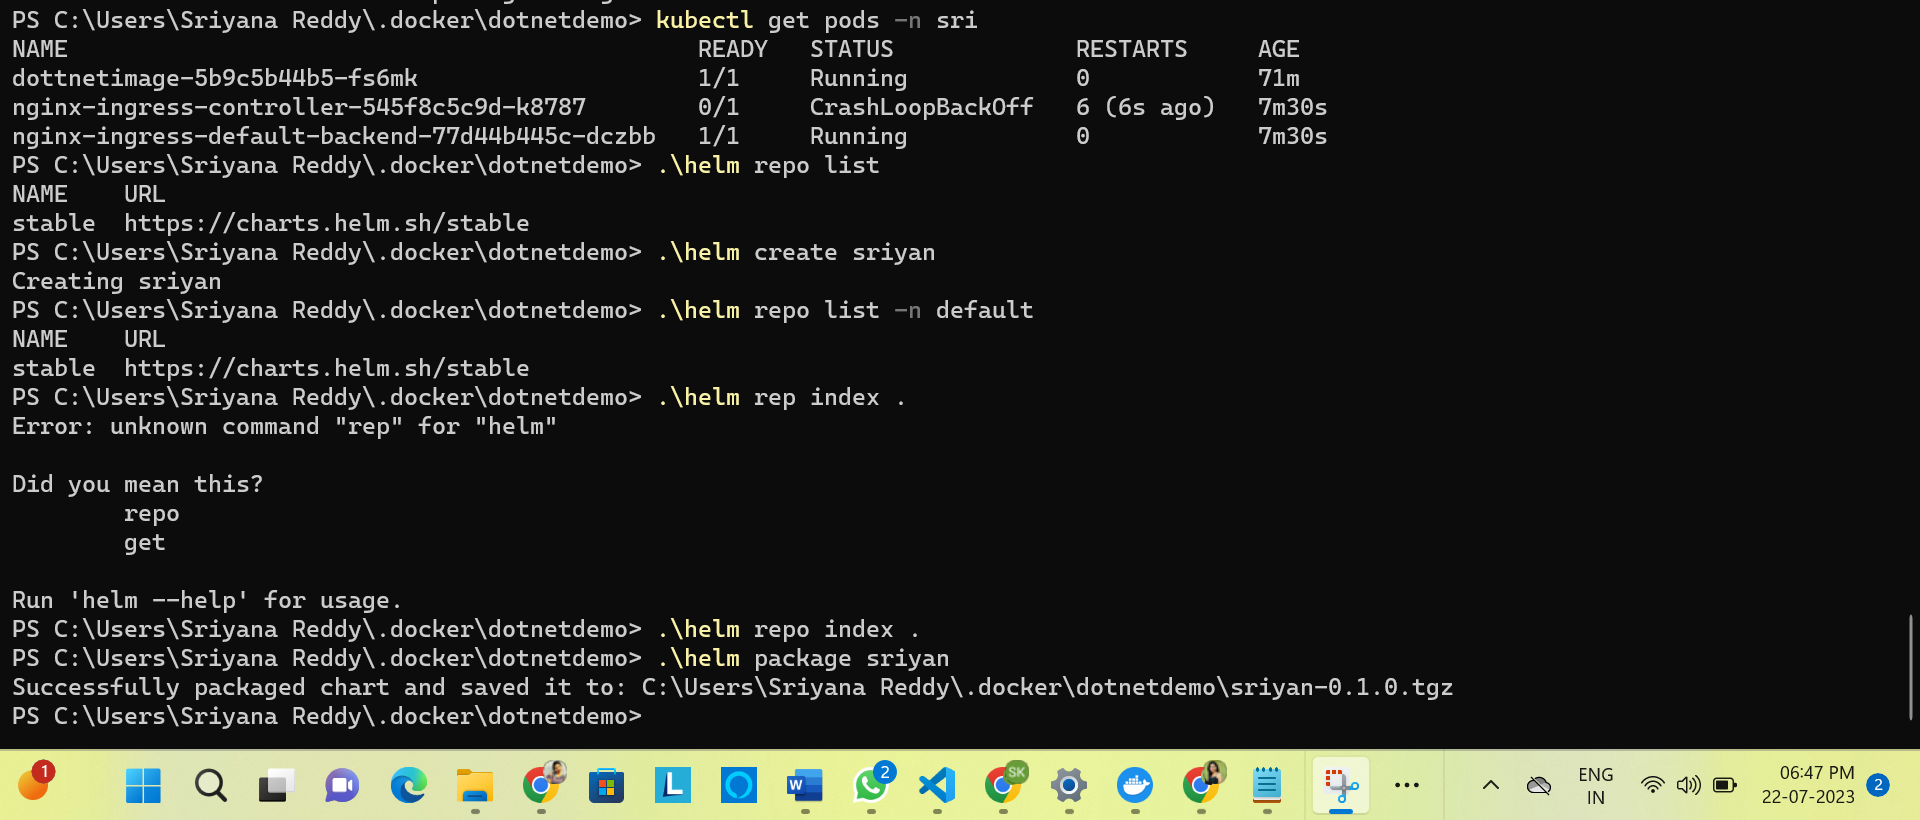 PS C:\Users\Sriyana Reddy\.docker\dotnetdemo> kubectl get pods -n sri
NAME READY STATUS RESTARTS AGE
dottnetimage-5b9c5b44b5-fs6mk 1/1 Running 0 71m
nginx-ingress-controller-545f8c5c9d-k8787 0/1 CrashLoopBackOff 6 (6s ago) 7m30s
nginx-ingress-default-backend-77d44b445c-dczbb 1/1 Running 0 7m30s
PS C:\Users\Sriyana Reddy\.docker\dotnetdemo> .\helm repo list
NAME URL
stable https://charts.helm.sh/stable
PS C:\Users\Sriyana Reddy\.docker\dotnetdemo> .\helm create sriyan
Creating sriyan
PS C:\Users\Sriyana Reddy\.docker\dotnetdemo> .\helm repo list -n default
NAME URL
stable https://charts.helm.sh/stable
PS C:\Users\Sriyana Reddy\.docker\dotnetdemo> .\helm rep index .
Error: unknown command "rep" for "helm"
Did you mean this?
repo
get
Run 'helm --help' for usage.
PS C:\Users\Sriyana Reddy\.docker\dotnetdemo> .\helm repo index .
PS C:\Users\Sriyana Reddy\.docker\dotnetdemo> .\helm package sriyan
Successfully packaged chart and saved it to: C:\Users\Sriyana Reddy\.docker\dotnetdemo\sriyan-0.1.0.tgz
PS C:\Users\Sriyana Reddy\.docker\dotnetdemo>
1
L
W
2
SK
ENG
IN
06:47 PM
22-07-2023
2